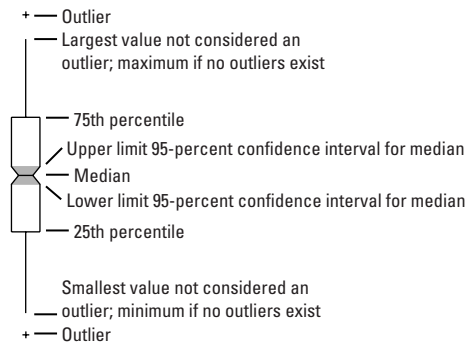 Outlier
Largest value not considered an
outlier; maximum if no outliers exist
75th percentile
Upper limit 95-percent confidence interval for median
Median
Lower limit 95-percent confidence interval for median
25th percentile
Smallest value not considered an
outlier; minimum if no outliers exist
Outlier